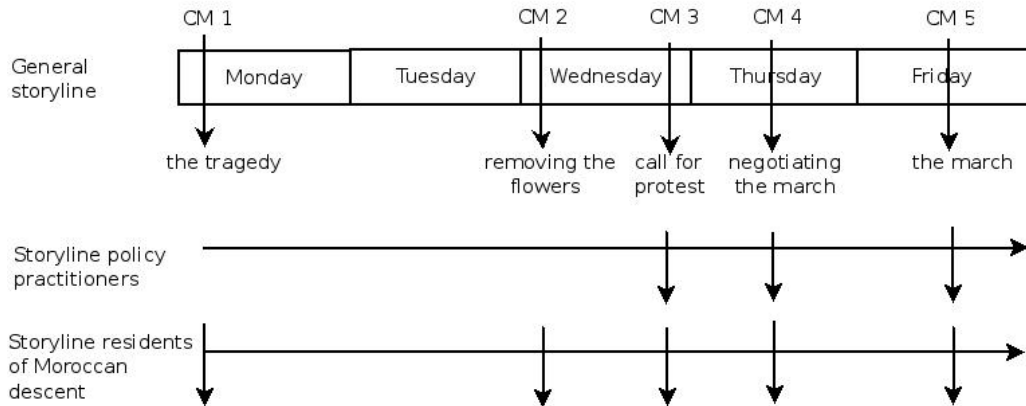 CM 1
CM 2
CM 3
CM 4
CM 5
General
storyline
Monday
Tuesday
Wednesday
Thursday
Friday
the tragedy
removing the
flowers
call for
protest
negotiating
the march
the march
Storyline policy
practitioners
Storyline residents
of Moroccan
descent